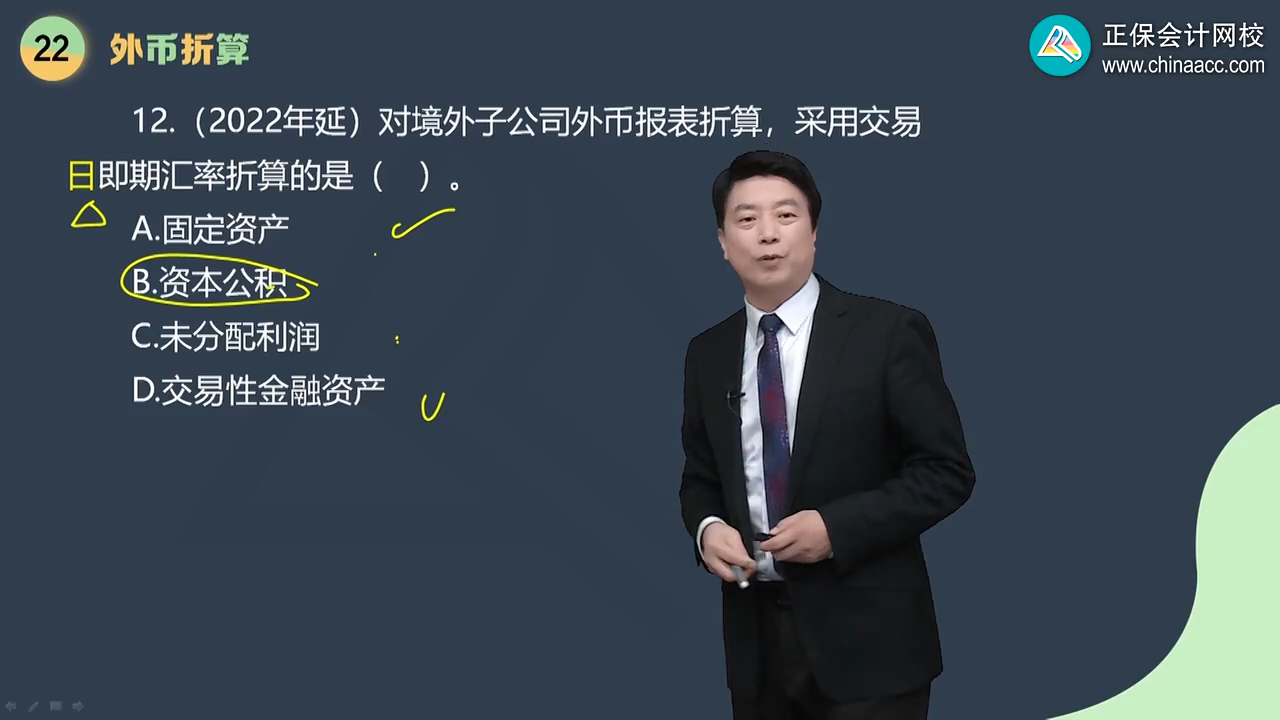 22 外币折算
正保会计网校
www.chinaacc.com
12.（2022年延）对境外子公司外币报表折算，采用交易
日即期汇率折算的是（ ）。
A.固定资产
B.资本公积
C.未分配利润
D.交易性金融资产